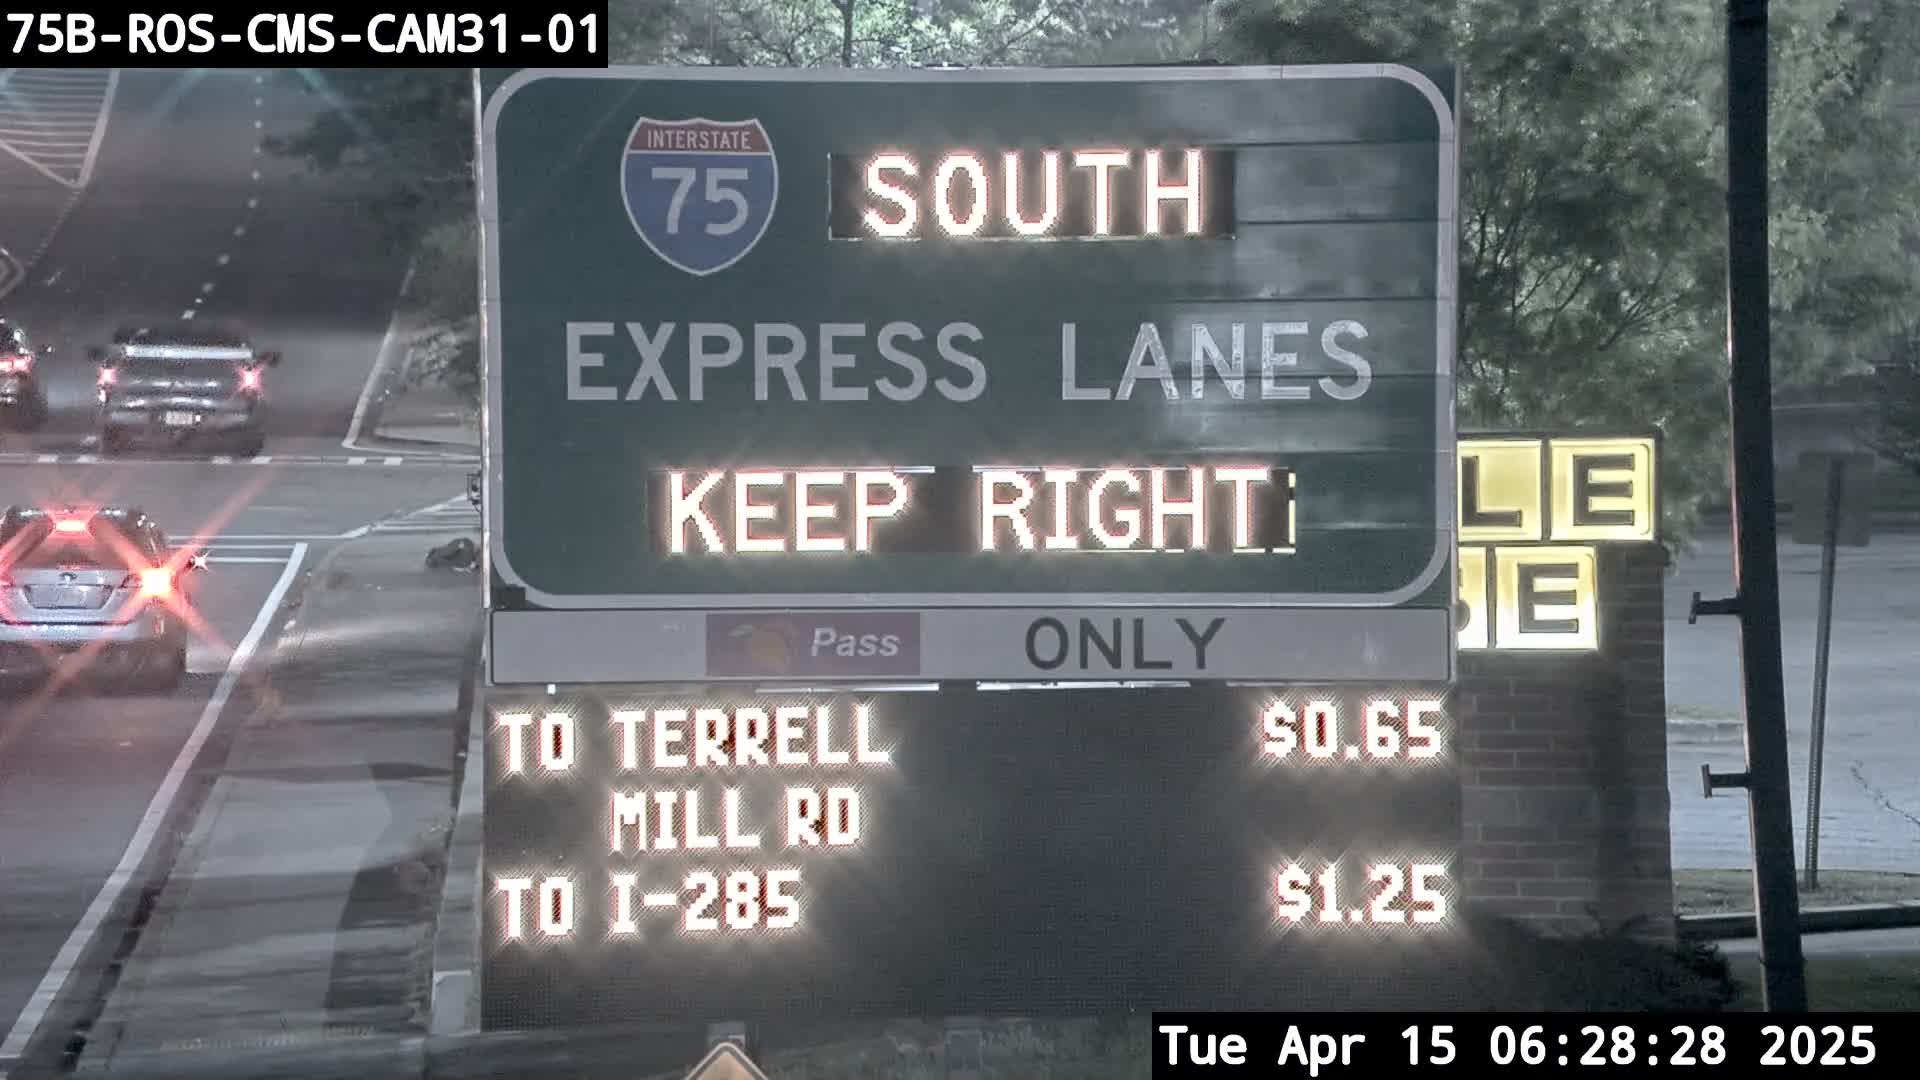 75B-ROS-CMS-CAM31-01
INTERSTATE
75
SOUTH
EXPRESS LANES
KEEP RIGHT
Pass ONLY
TO TERRELL $0.65
MILL RD
TO I-285 $1.25
LE
E
Tue Apr 15 06:28:28 2025